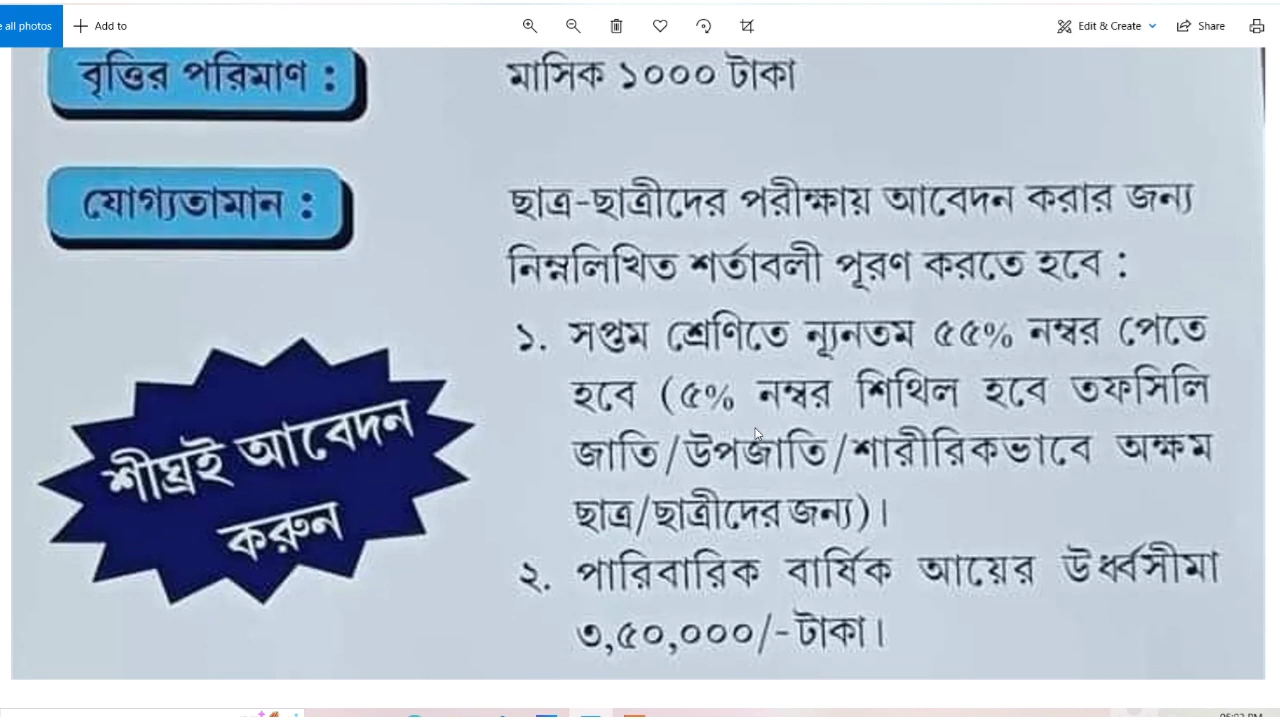 all photos
Add to
Edit & Create
Share
বৃত্তির পরিমাণ :
মাসিক ১০০০ টাকা
যোগ্যতামান :
ছাত্র-ছাত্রীদের পরীক্ষায় আবেদন করার জন্য
নিম্নলিখিত শর্তাবলী পূরণ করতে হবে :
১. সপ্তম শ্রেণিতে ন্যূনতম ৫৫% নম্বর পেতে
হবে (৫% নম্বর শিথিল হবে তফসিলি
জাতি/উপজাতি/শারীরিকভাবে অক্ষম
ছাত্র/ছাত্রীদের জন্য)।
২. পারিবারিক বার্ষিক আয়ের উর্ধ্বসীমা
৩,৫০,০০০/- টাকা।
শীঘ্রই আবেদন
করুন